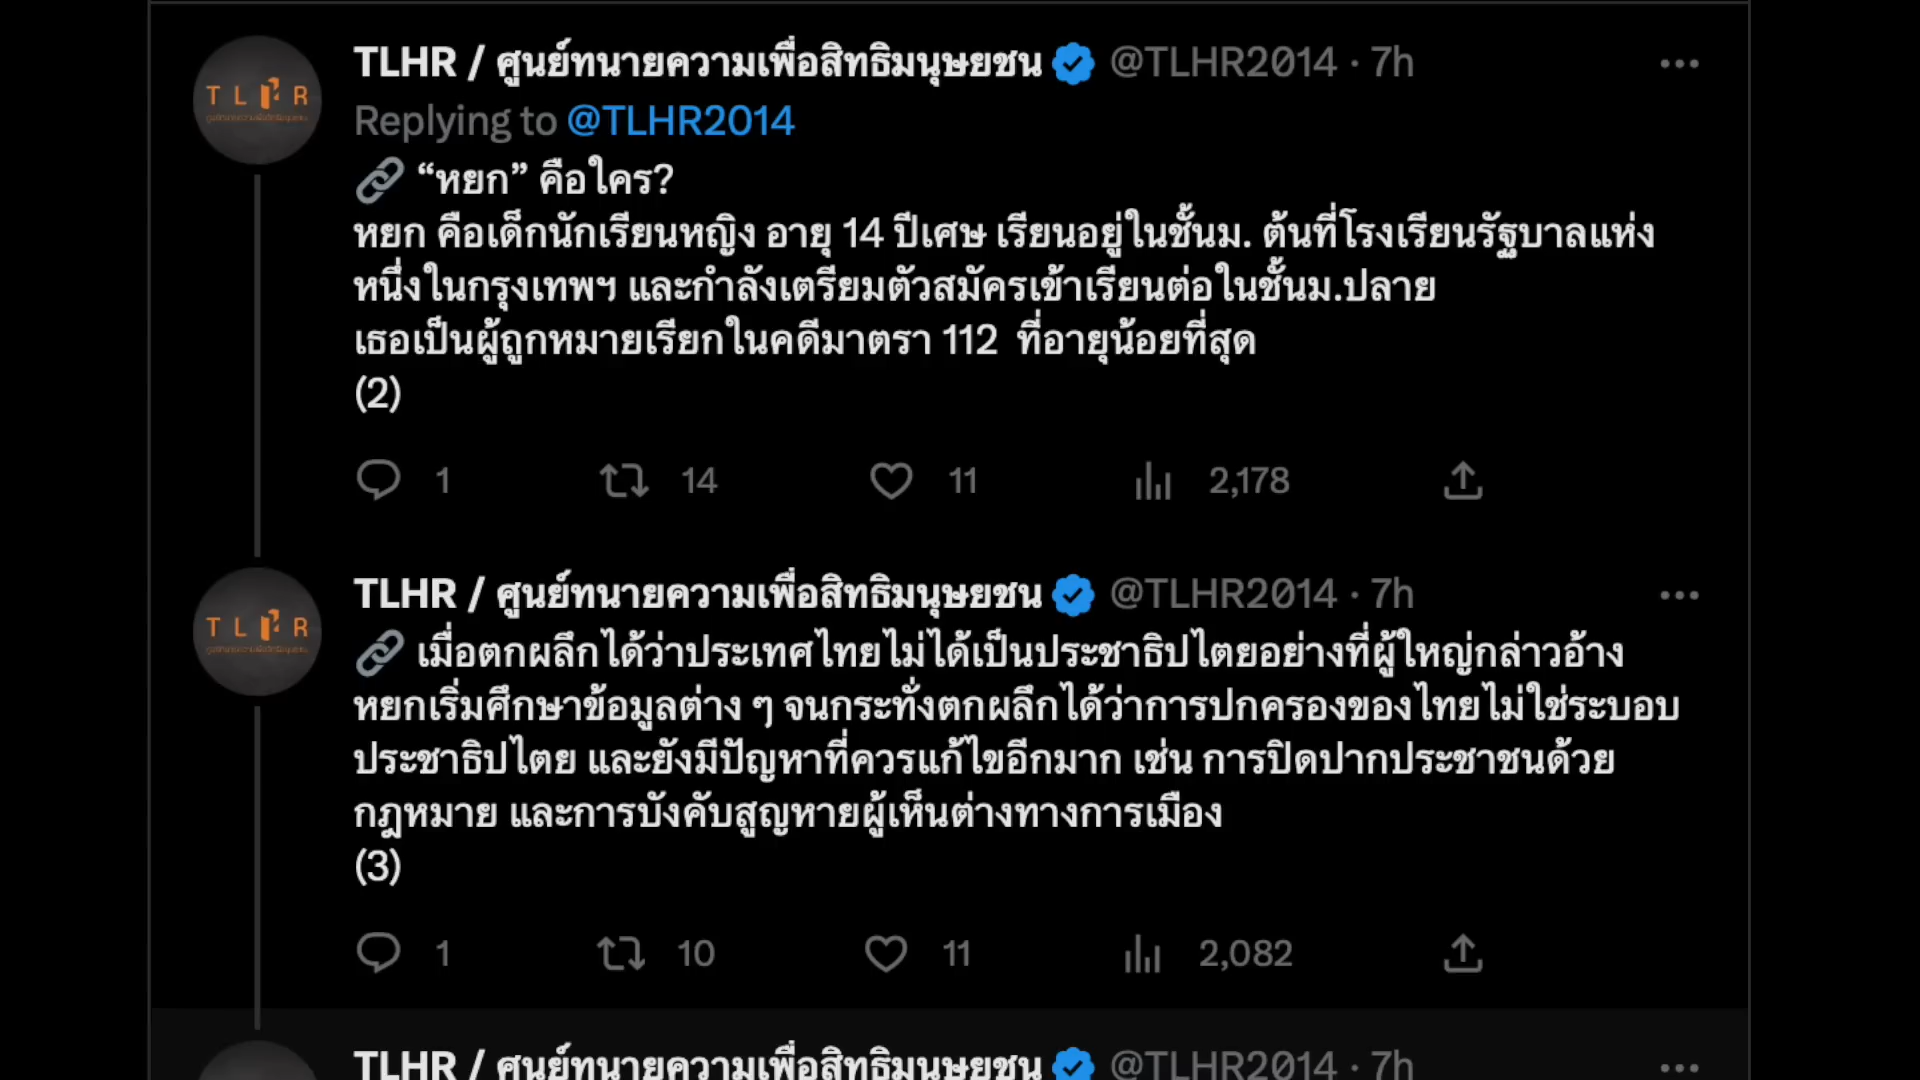 TLHR / ศูนย์ทนายความเพื่อสิทธิมนุษยชน @TLHR2014 · 7h
TLHR
Replying to @TLHR2014
“หยก” คือใคร?
หยก คือเด็กนักเรียนหญิง อายุ 14 ปีเศษ เรียนอยู่ในชั้นม. ต้นที่โรงเรียนรัฐบาลแห่ง
หนึ่งในกรุงเทพฯ และกำลังเตรียมตัวสมัครเข้าเรียนต่อในชั้นม.ปลาย
เธอเป็นผู้ถูกหมายเรียกในคดีมาตรา 112 ที่อายุน้อยที่สุด
(2)
1 14 11 2,178
TLHR / ศูนย์ทนายความเพื่อสิทธิมนุษยชน @TLHR2014 · 7h
TLHR
เมื่อตกผลึกได้ว่าประเทศไทยไม่ได้เป็นประชาธิปไตยอย่างที่ผู้ใหญ่กล่าวอ้าง
หยกเริ่มศึกษาข้อมูลต่าง ๆ จนกระทั่งตกผลึกได้ว่าการปกครองของไทยไม่ใช่ระบอบ
ประชาธิปไตย และยังมีปัญหาที่ควรแก้ไขอีกมาก เช่น การปิดปากประชาชนด้วย
กฎหมาย และการบังคับสูญหายผู้เห็นต่างทางการเมือง
(3)
1 10 11 2,082
TLHR / ศูนย์ทนายความเพื่อสิทธิมนุษยชน @TLHR2014 · 7h